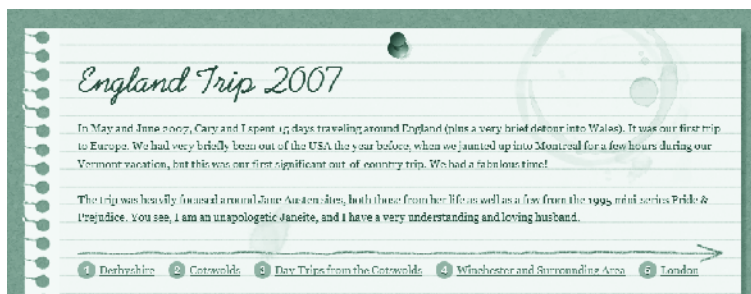 England Trip 2007
In May and June 2007, Cary and I spent 15 days traveling around England (plus a very brief detour into Wales). It was our first trip
to Europe. We had very briefly been out of the USA the year before, when we jaunted up into Montreal for a few hours during our
Vermont vacation, but this was our first significant out-of-country trip. We had a fabulous time!
The trip was heavily focused around Jane Austen sites, both those from her life as well as a few from the 1995 mini-series Pride &
Prejudice. You see, I am an unapologetic Janeite, and I have a very understanding and loving husband.
1 Derbyshire 2 Cotswolds 3 Day Trips from the Cotswolds 4 Winchester and Surrounding Area 5 London